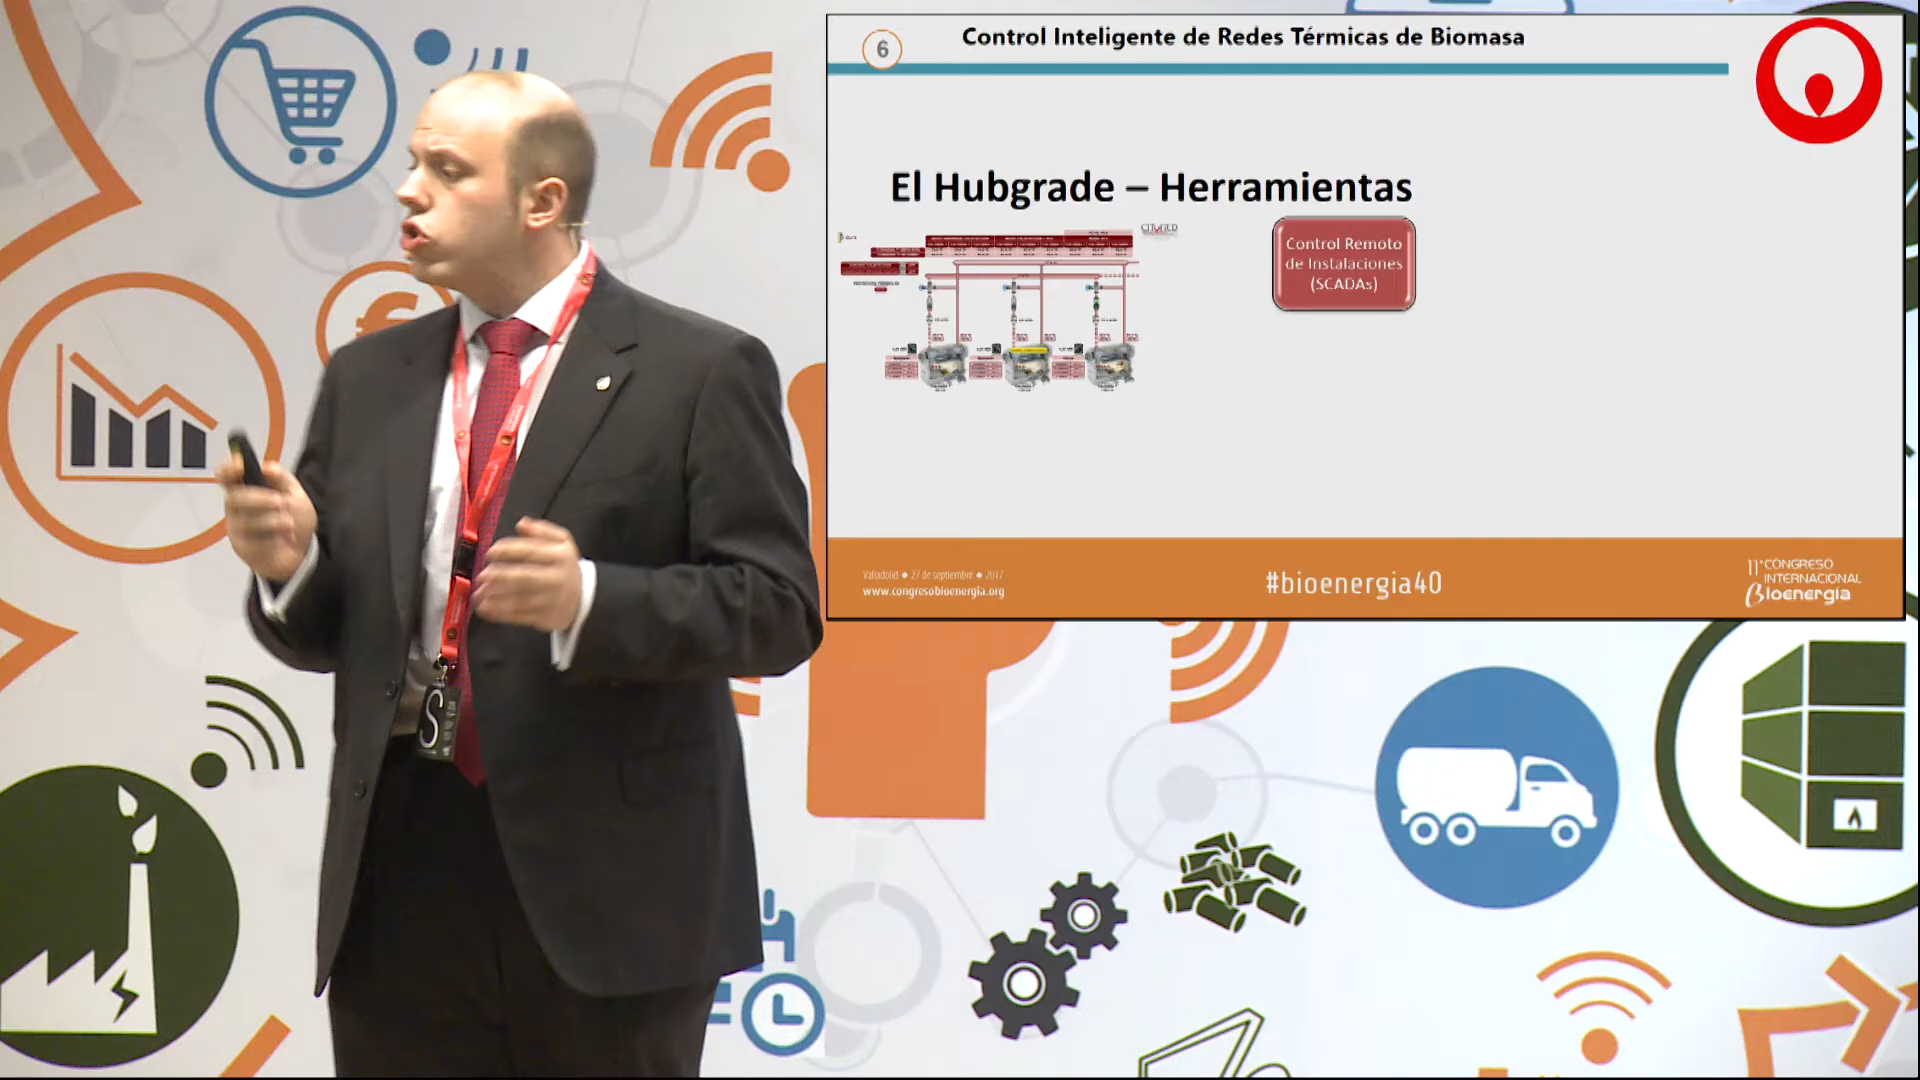 6
Control Inteligente de Redes Térmicas de Biomasa
El Hubgrade – Herramientas
Control Remoto
de Instalaciones
(SCADAs)
Valladolid ● 27 de septiembre ● 2017
www.congresobioenergia.org
#bioenergia40
11º CONGRESO
INTERNACIONAL
Bioenergía